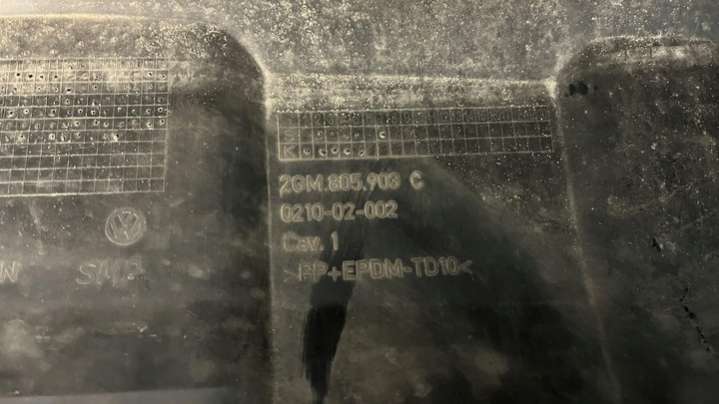 2GM.805.903 C
0210-02-002
Cav. 1
>PP+EPDM-TD10<